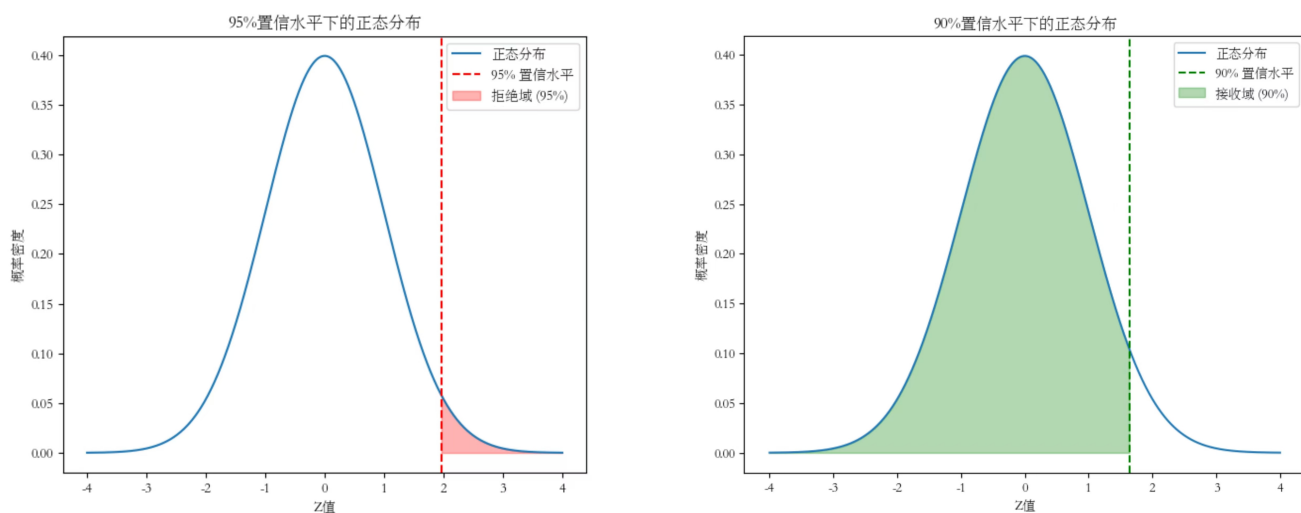 95%置信水平下的正态分布
正态分布
95% 置信水平
拒绝域 (95%)
概率密度
0.40
0.35
0.30
0.25
0.20
0.15
0.10
0.05
0.00
-4 -3 -2 -1 0 1 2 3 4
Z值
90%置信水平下的正态分布
正态分布
90% 置信水平
接收域 (90%)
概率密度
0.40
0.35
0.30
0.25
0.20
0.15
0.10
0.05
0.00
-4 -3 -2 -1 0 1 2 3 4
Z值